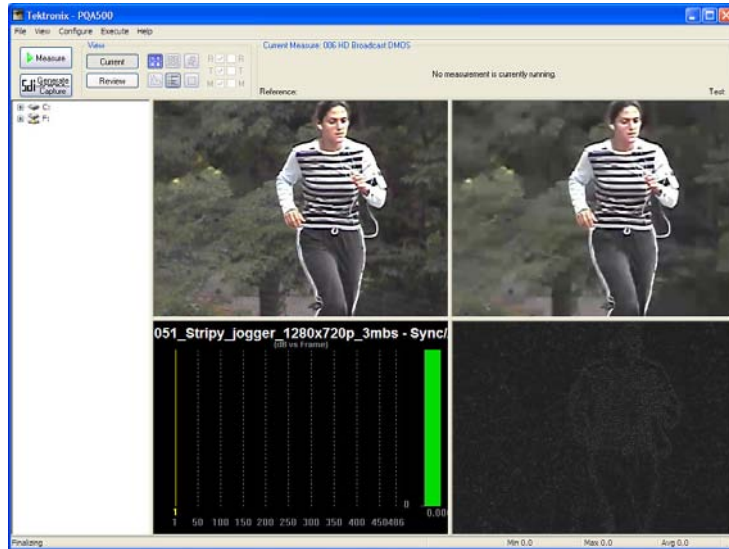 Tektronix - PQA500
File View Configure Execute Help
Measure
View
Current
Review
Sdi Generate Capture
R R
T T
M M
Current Measure: 006 HD Broadcast DMOS
No measurement is currently running.
Reference:
Test
C:
F:
051_Stripy_jogger_1280x720p_3mbs - Sync/
(dB vs Frame)
1
0
1 50 100 150 200 250 300 350 400 450486
0.00
Finalizing
Min 0.0
Max 0.0
Avg 0.0